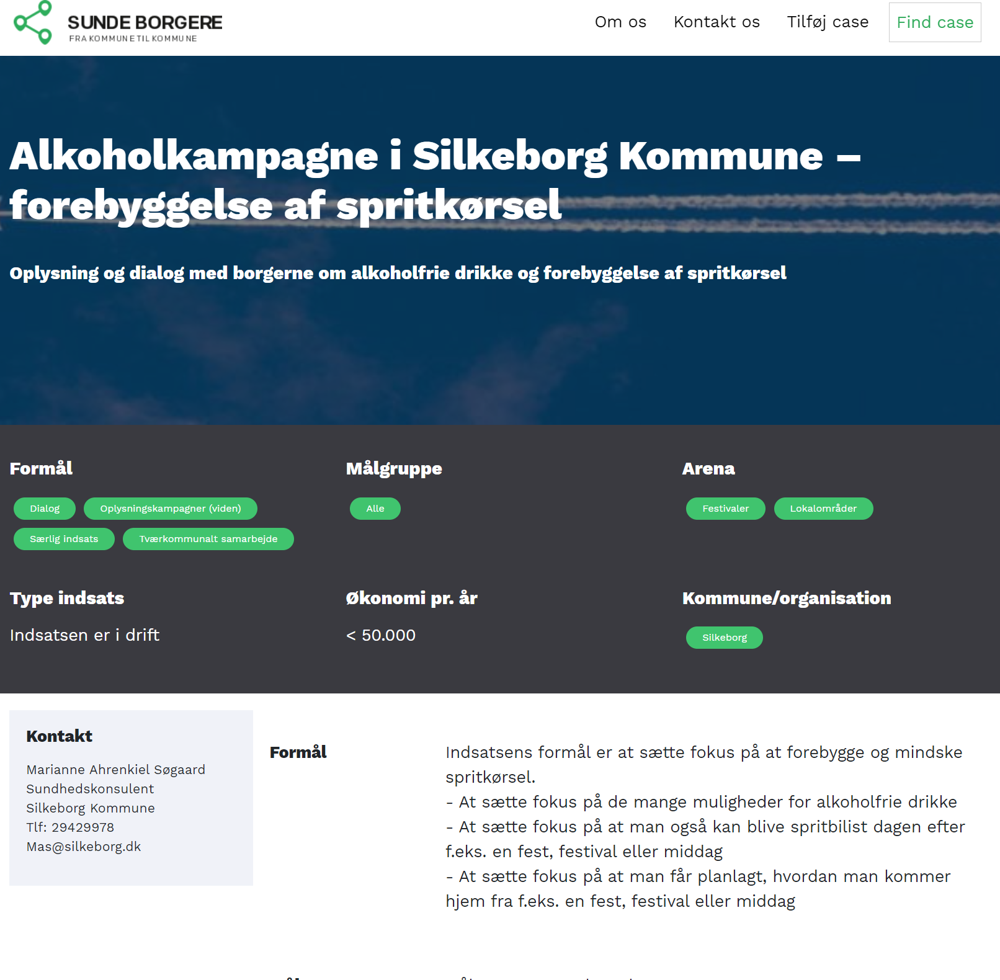 SUNDE BORGERE
FRA KOMMUNE TIL KOMMUNE
Om os
Kontakt os
Tilføj case
Find case
Alkoholkampagne i Silkeborg Kommune –
forebyggelse af spritkørsel
Oplysning og dialog med borgerne om alkoholfrie drikke og forebyggelse af spritkørsel
Formål
Dialog
Oplysningskampagner (viden)
Særlig indsats
Tværkommunalt samarbejde
Målgruppe
Alle
Arena
Festivaler
Lokalområder
Type indsats
Indsatsen er i drift
Økonomi pr. år
< 50.000
Kommune/organisation
Silkeborg
Kontakt
Marianne Ahrenkiel Søgaard
Sundhedskonsulent
Silkeborg Kommune
Tlf: 29429978
Mas@silkeborg.dk
Formål
Indsatsens formål er at sætte fokus på at forebygge og mindske
spritkørsel.
- At sætte fokus på de mange muligheder for alkoholfrie drikke
- At sætte fokus på at man også kan blive spritbilist dagen efter
f.eks. en fest, festival eller middag
- At sætte fokus på at man får planlagt, hvordan man kommer
hjem fra f.eks. en fest, festival eller middag